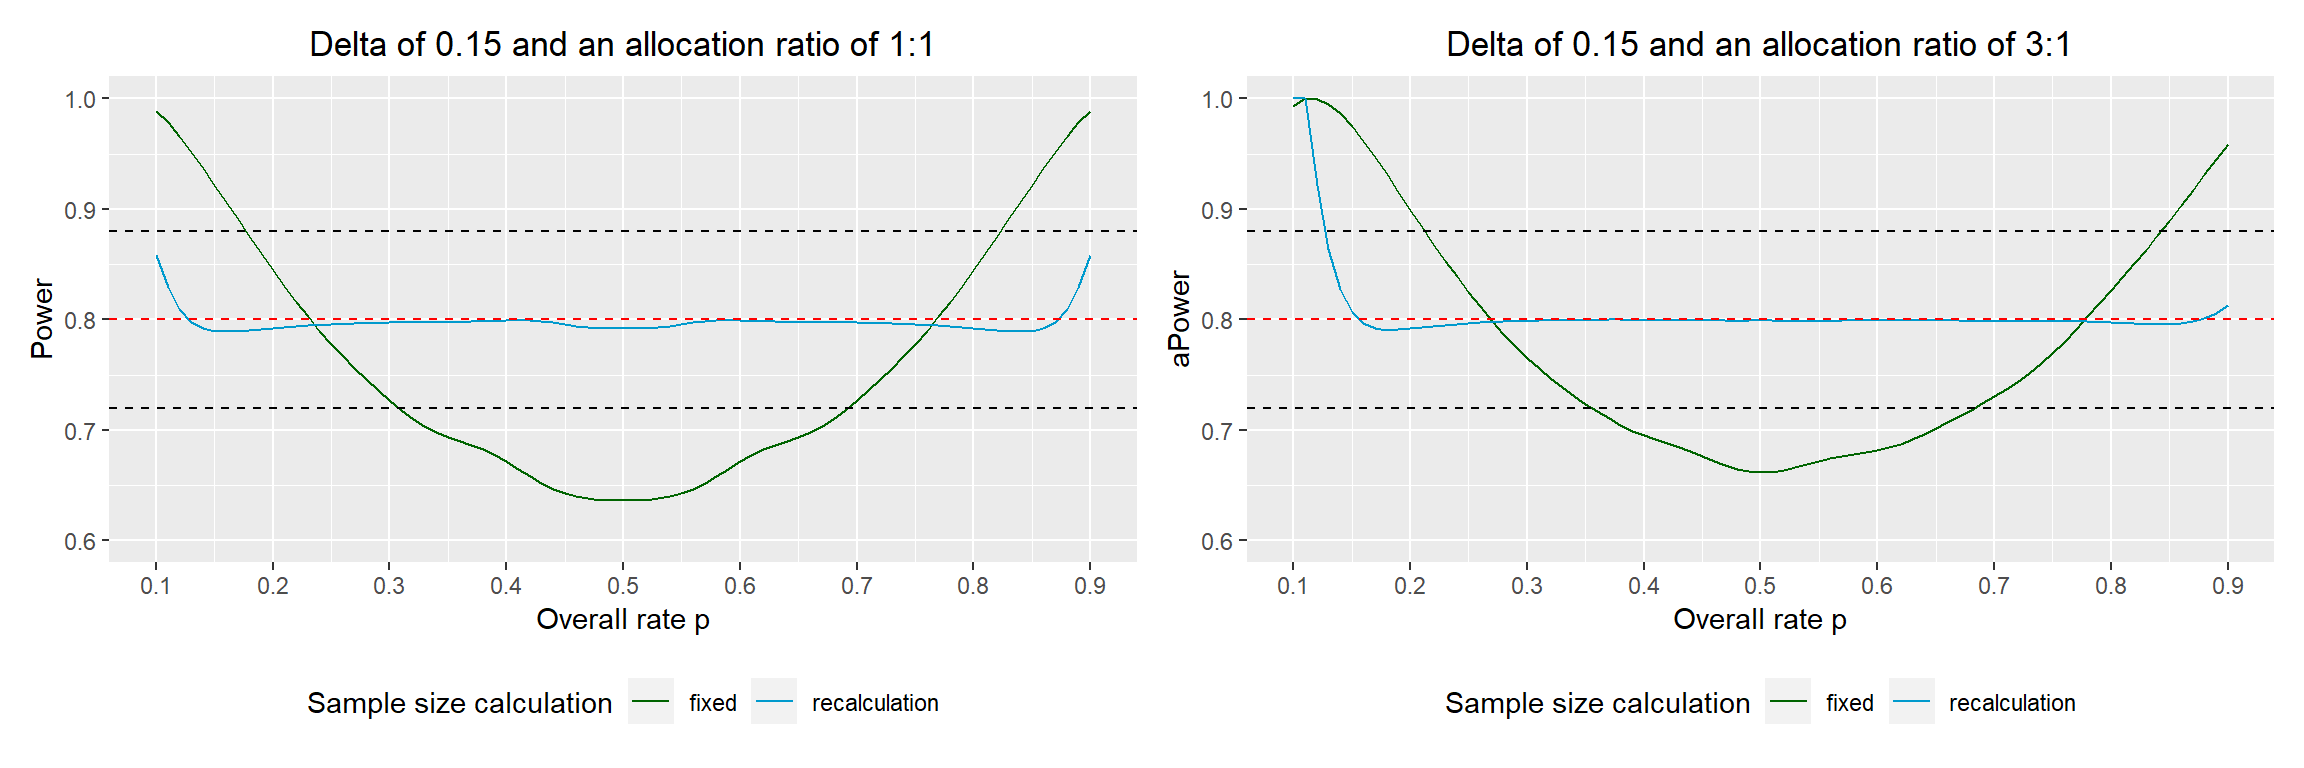 Delta of 0.15 and an allocation ratio of 1:1
Power
1.0
0.9
0.8
0.7
0.6
0.1 0.2 0.3 0.4 0.5 0.6 0.7 0.8 0.9
Overall rate p
Sample size calculation fixed recalculation
Delta of 0.15 and an allocation ratio of 3:1
aPower
1.0
0.9
0.8
0.7
0.6
0.1 0.2 0.3 0.4 0.5 0.6 0.7 0.8 0.9
Overall rate p
Sample size calculation fixed recalculation